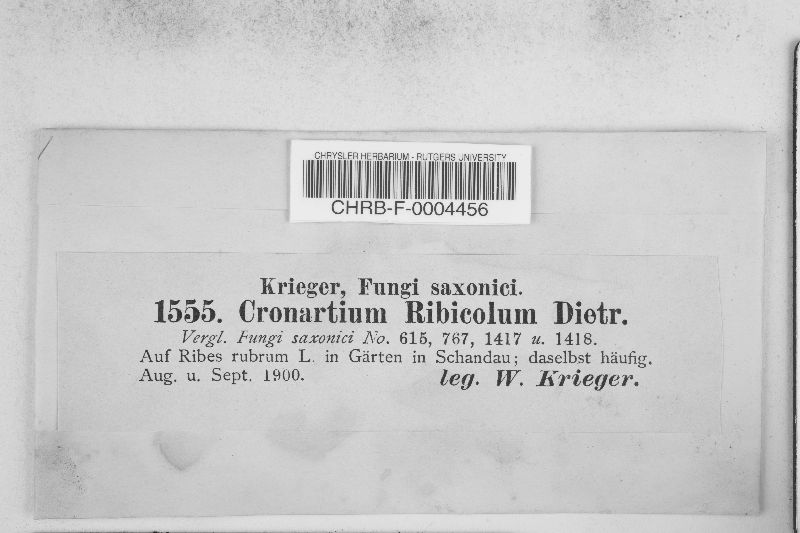 CHRYSLER HERBARIUM - RUTGERS UNIVERSITY
CHRB-F-0004456
Krieger, Fungi saxonici.
1555. Cronartium Ribicolum Dietr.
Vergl. Fungi saxonici No. 615, 767, 1417 u. 1418.
Auf Ribes rubrum L. in Gärten in Schandau; daselbst häufig.
Aug. u. Sept. 1900. leg. W. Krieger.